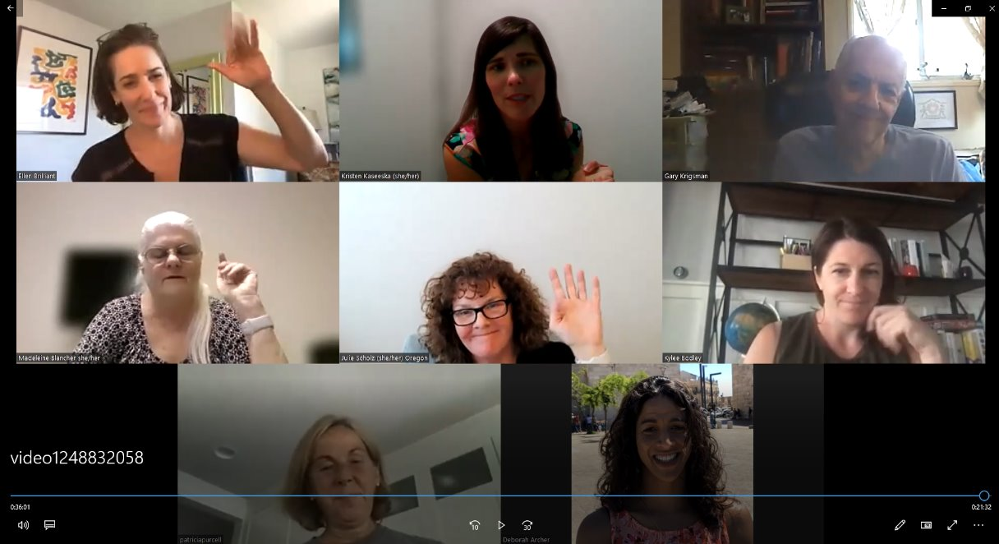 Ellen Brilliant
Kristen Kaseeska (she/her)
Gary Krigsman
Madeleine Blancher she/her
Julie Scholz (she/her) Oregon
Kylee Bodley
video1248832058
0:36:01
0:21:32
10
30
patriciapurcell
Deborah Archer